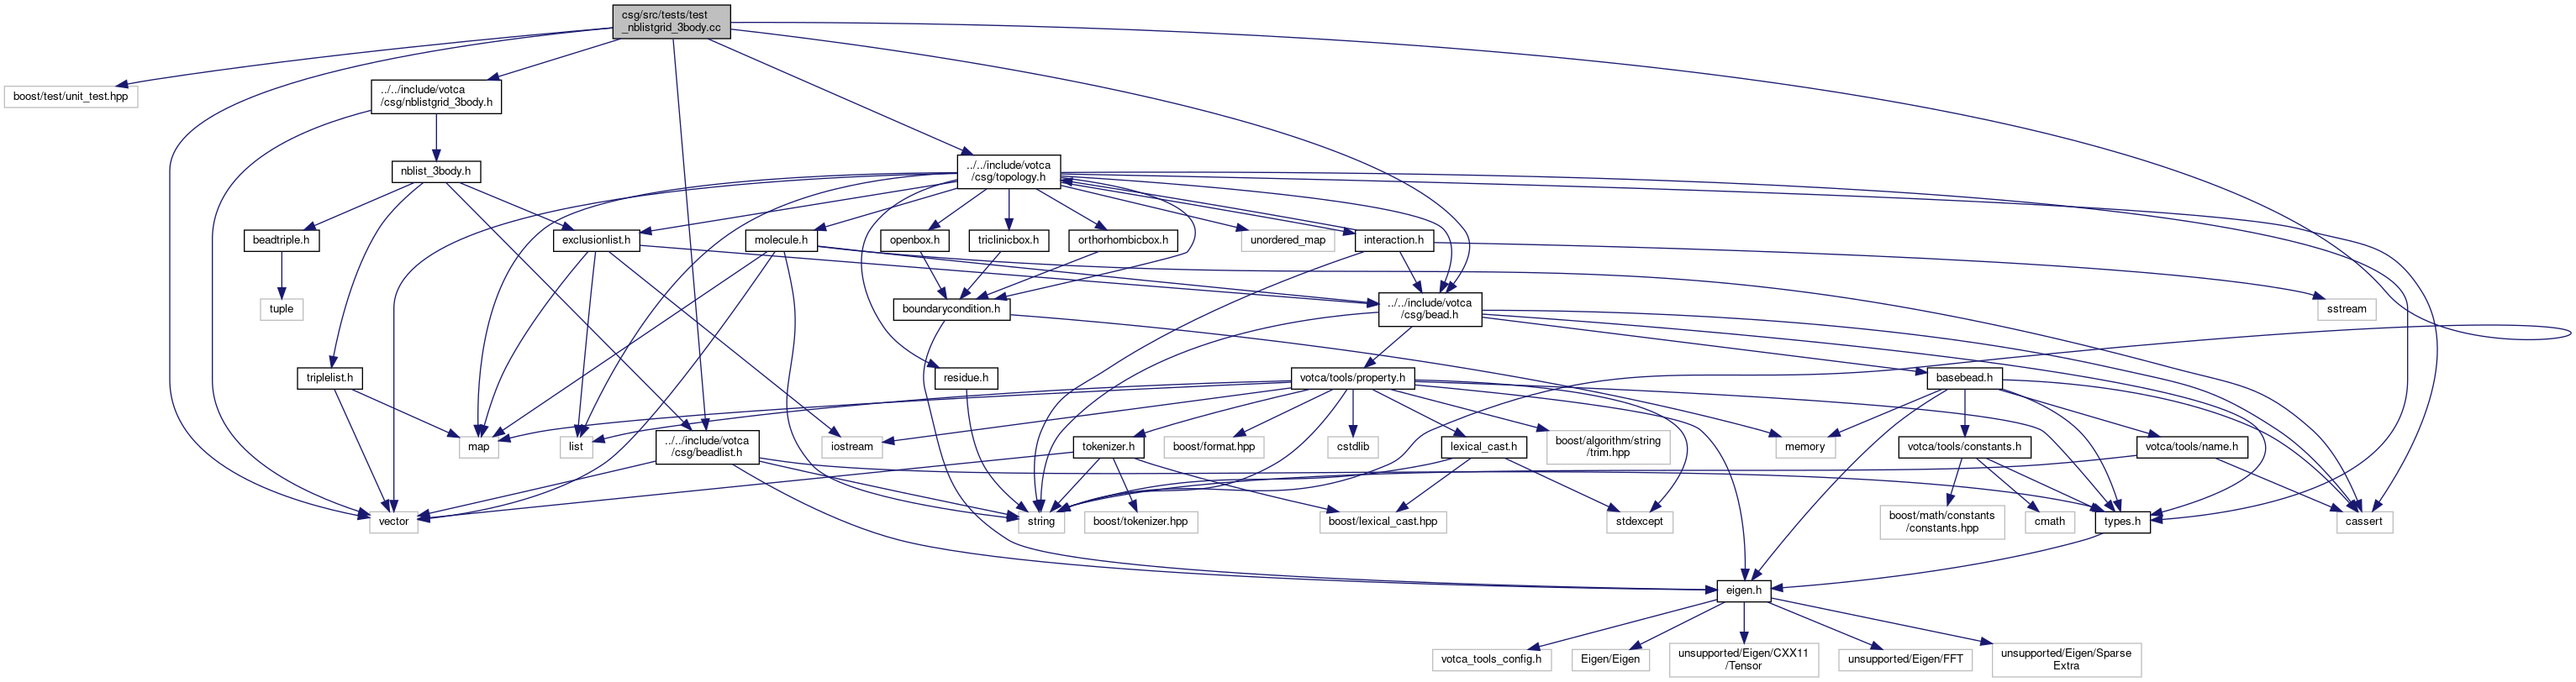 csg/src/tests/test
_nblistgrid_3body.cc
boost/test/unit_test.hpp
../../include/votca
/csg/nblistgrid_3body.h
nblist_3body.h
../../include/votca
/csg/topology.h
beadtriple.h
exclusionlist.h
molecule.h
openbox.h
triclinicbox.h
orthorhombicbox.h
unordered_map
interaction.h
tuple
boundarycondition.h
../../include/votca
/csg/bead.h
sstream
triplelist.h
residue.h
votca/tools/property.h
basebead.h
map
list
../../include/votca
/csg/beadlist.h
iostream
tokenizer.h
boost/format.hpp
cstdlib
lexical_cast.h
boost/algorithm/string
/trim.hpp
memory
votca/tools/constants.h
votca/tools/name.h
vector
string
boost/tokenizer.hpp
boost/lexical_cast.hpp
stdexcept
boost/math/constants
/constants.hpp
cmath
types.h
cassert
eigen.h
votca_tools_config.h
Eigen/Eigen
unsupported/Eigen/CXX11
/Tensor
unsupported/Eigen/FFT
unsupported/Eigen/Sparse
Extra